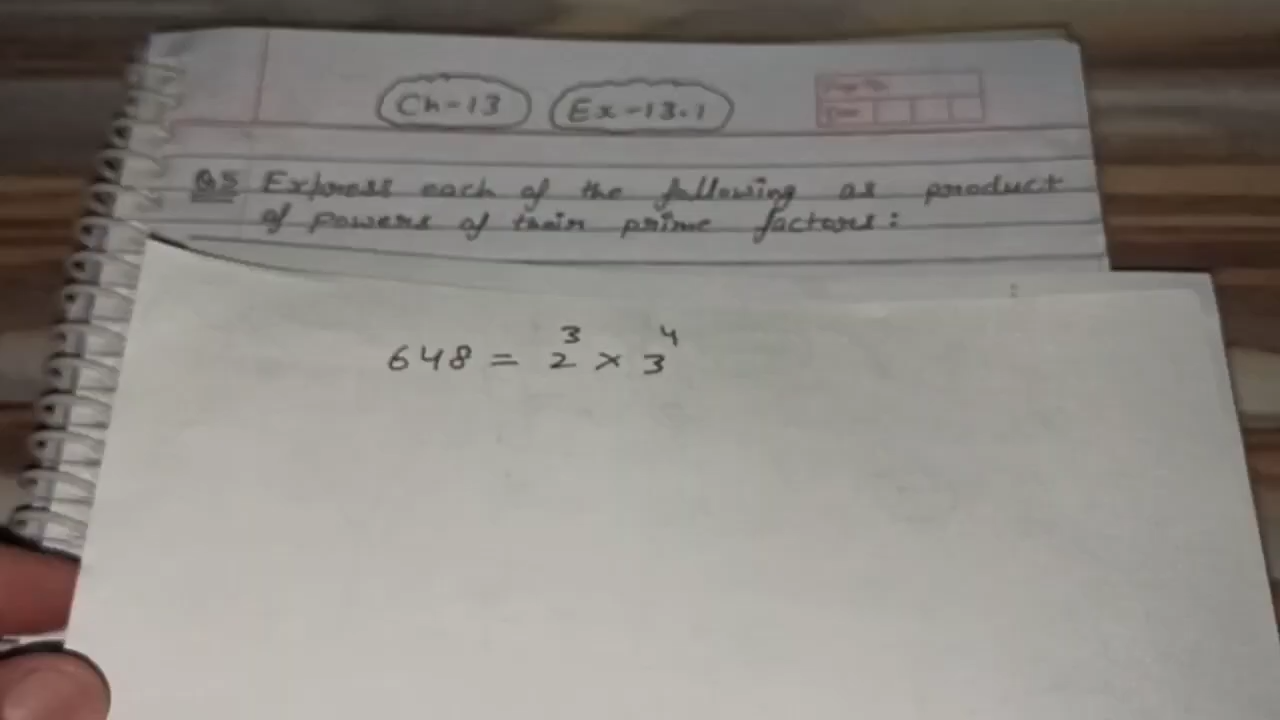 Ch-13 Ex-13.1
Q5 Express each of the following as product
of powers of their prime factors:
648 = 2³ × 3⁴